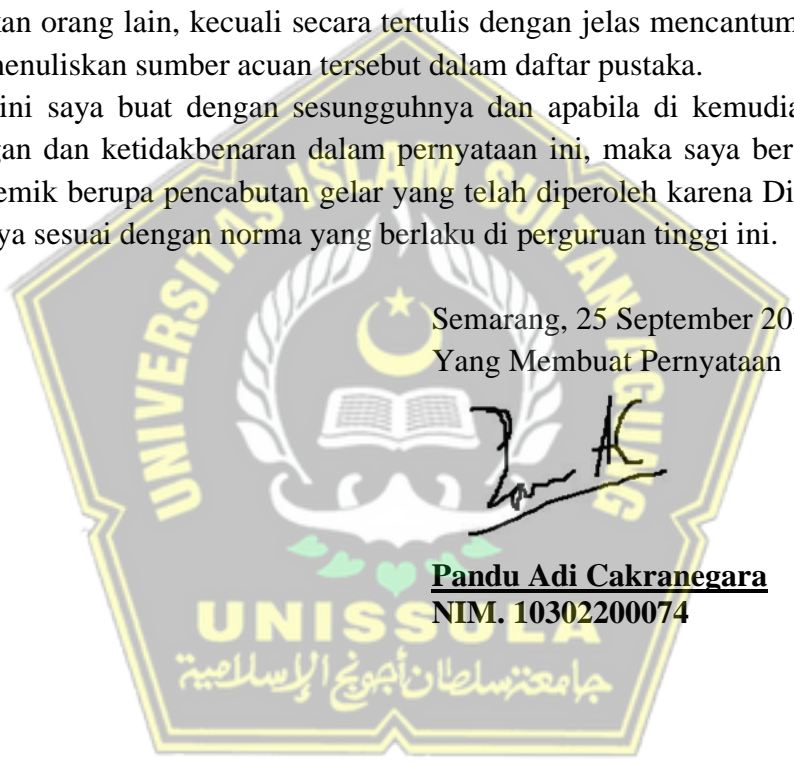 kan orang lain, kecuali secara tertulis dengan jelas mencantum
menuliskan sumber acuan tersebut dalam daftar pustaka.
ini saya buat dengan sesungguhnya dan apabila di kemudia
gan dan ketidakbenaran dalam pernyataan ini, maka saya ber
emik berupa pencabutan gelar yang telah diperoleh karena Di
ya sesuai dengan norma yang berlaku di perguruan tinggi ini.
UNIVERSITAS ISLAM SULTAN AGUNG
Semarang, 25 September 20
Yang Membuat Pernyataan
AC
Pandu Adi Cakranegara
NIM. 10302200074
UNISSULA
جامعة سلطان أجونج الإسلامية